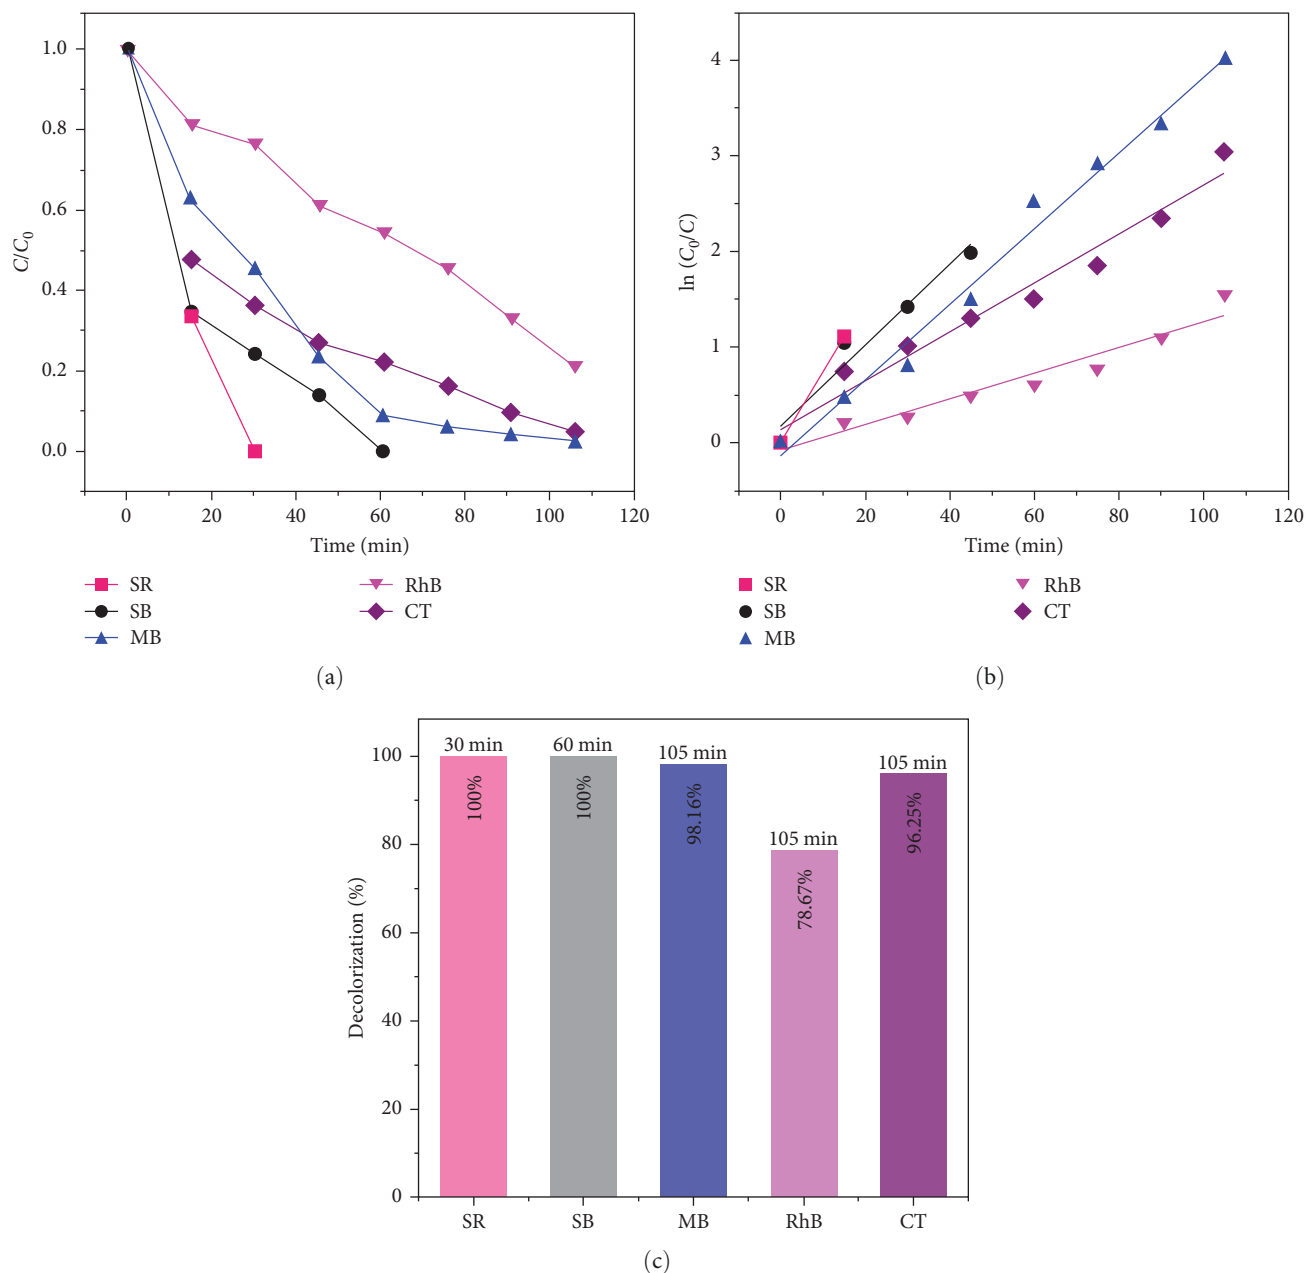 1.0
0.8
0.6
0.4
0.2
0.0
C/C0
0 20 40 60 80 100 120
Time (min)
SR
SB
MB
RhB
CT
(a)
4
3
2
1
0
ln (C0/C)
0 20 40 60 80 100 120
Time (min)
SR
SB
MB
RhB
CT
(b)
100
80
60
40
20
0
Decolorization (%)
30 min
100%
60 min
100%
105 min
98.16%
105 min
78.67%
105 min
96.25%
SR SB MB RhB CT
(c)